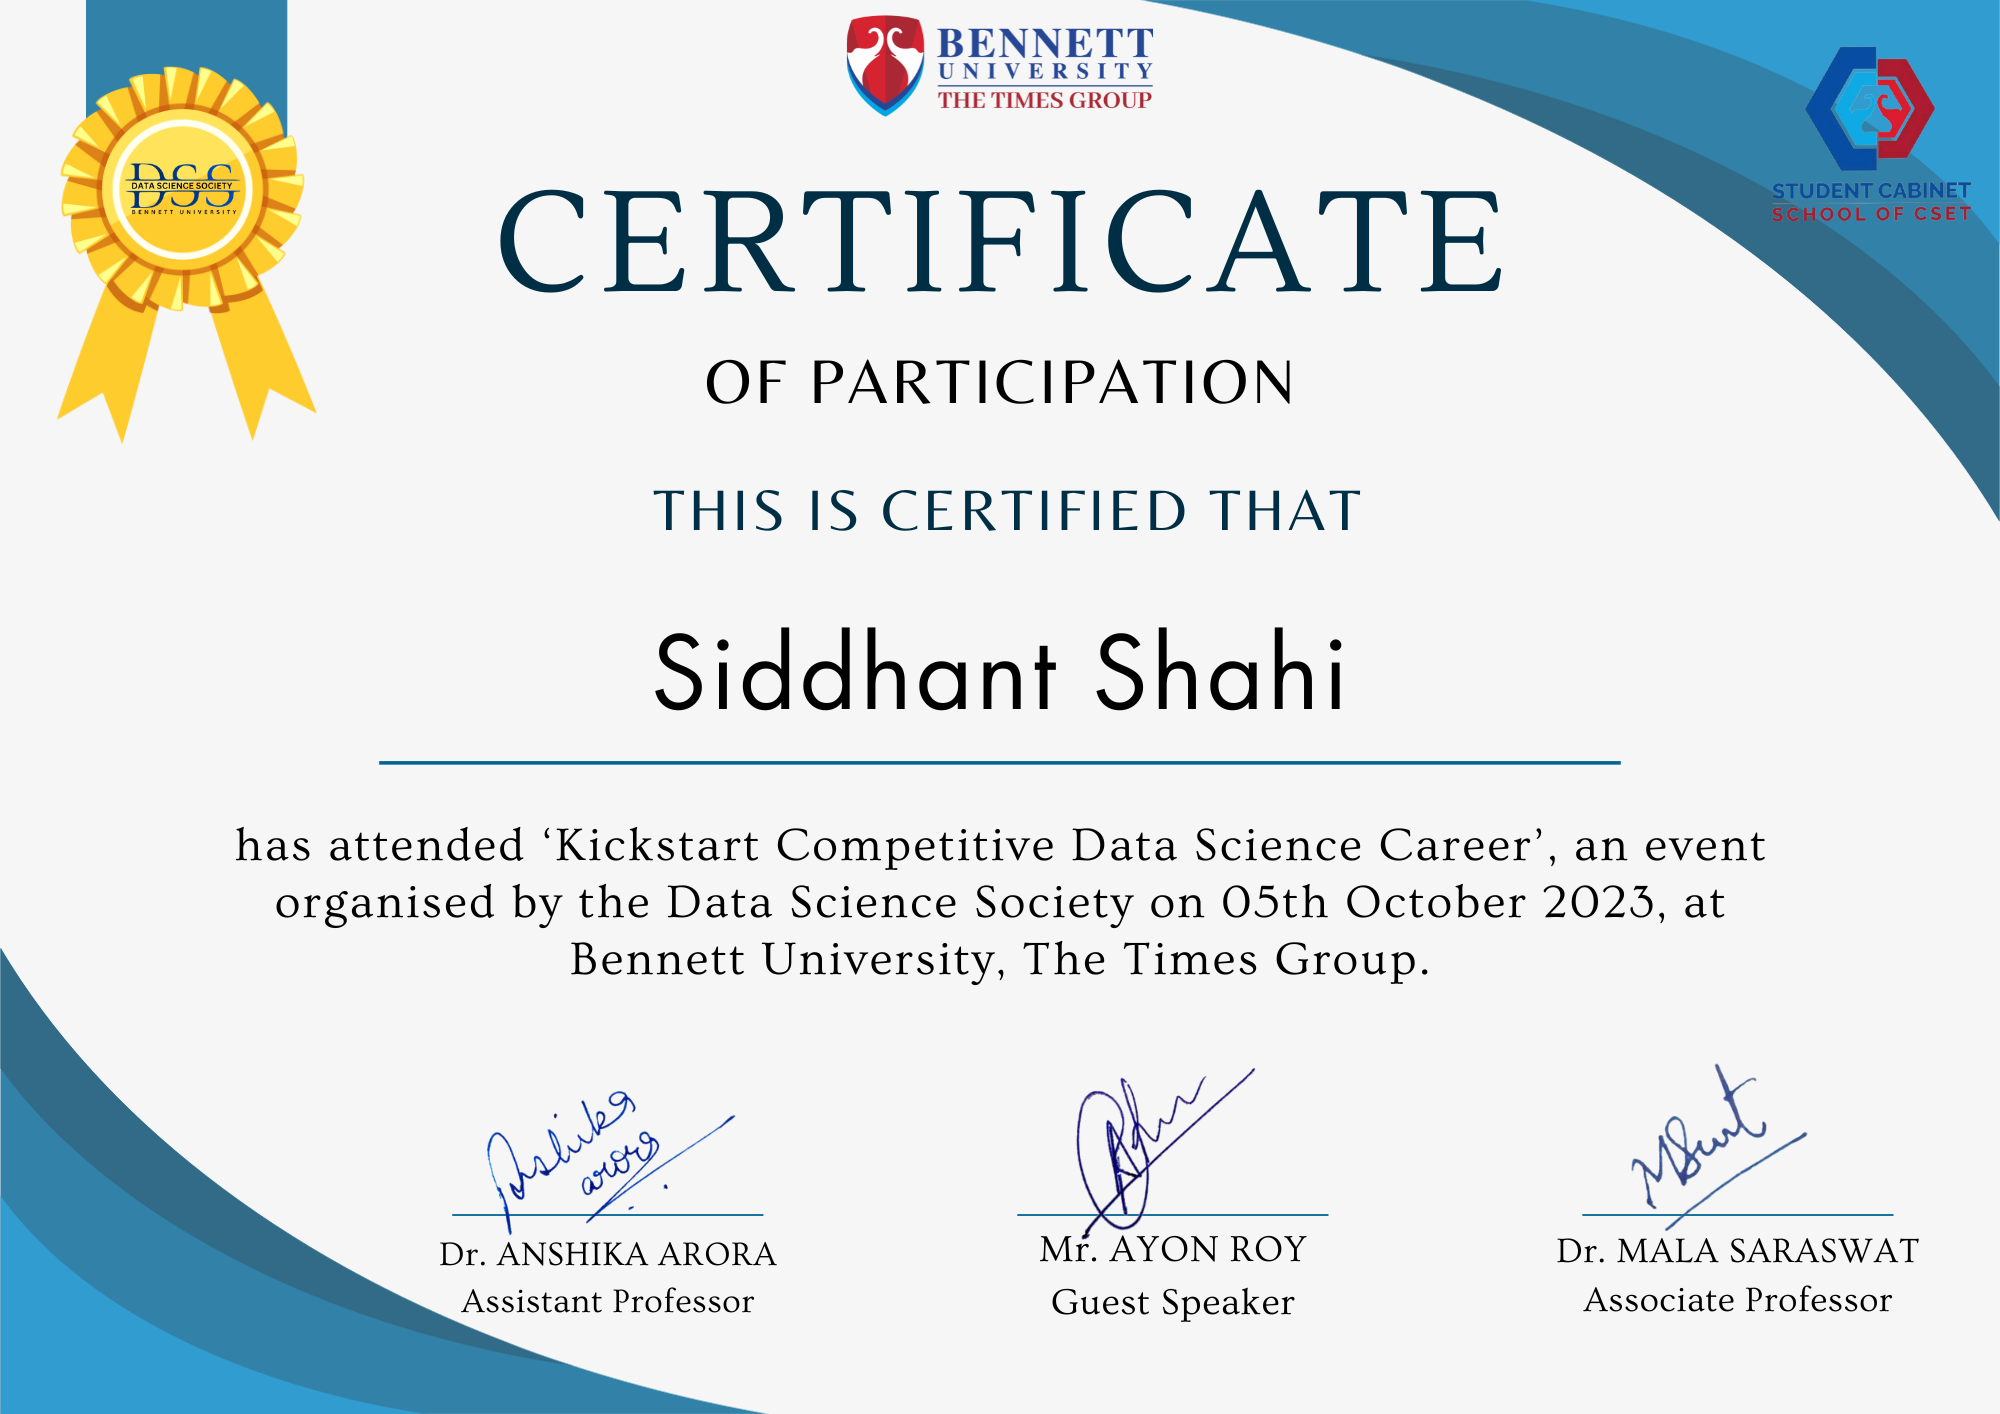 BENNETT
UNIVERSITY
THE TIMES GROUP
DSS
DATA SCIENCE SOCIETY
BENNETT UNIVERSITY
STUDENT CABINET
SCHOOL OF CSET
CERTIFICATE
OF PARTICIPATION
THIS IS CERTIFIED THAT
Siddhant Shahi
has attended ‘Kickstart Competitive Data Science Career’, an event
organised by the Data Science Society on 05th October 2023, at
Bennett University, The Times Group.
Anshika
arora
Dr. ANSHIKA ARORA
Assistant Professor
Mr. AYON ROY
Guest Speaker
Dr. MALA SARASWAT
Associate Professor